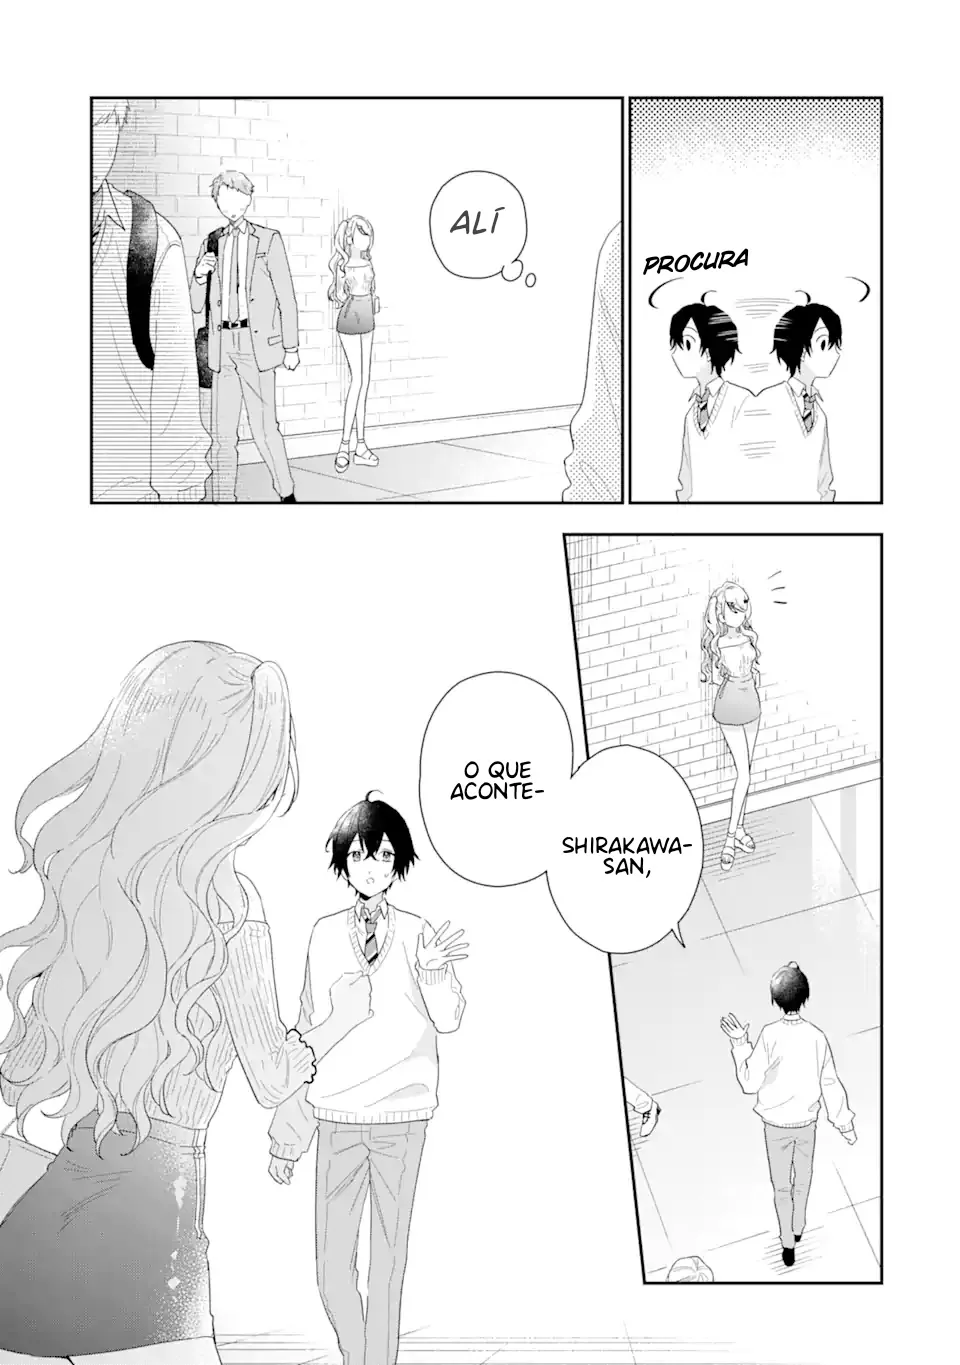 PROCURA
ALÍ
SHIRAKAWA-
SAN,
O QUE
ACONTE-